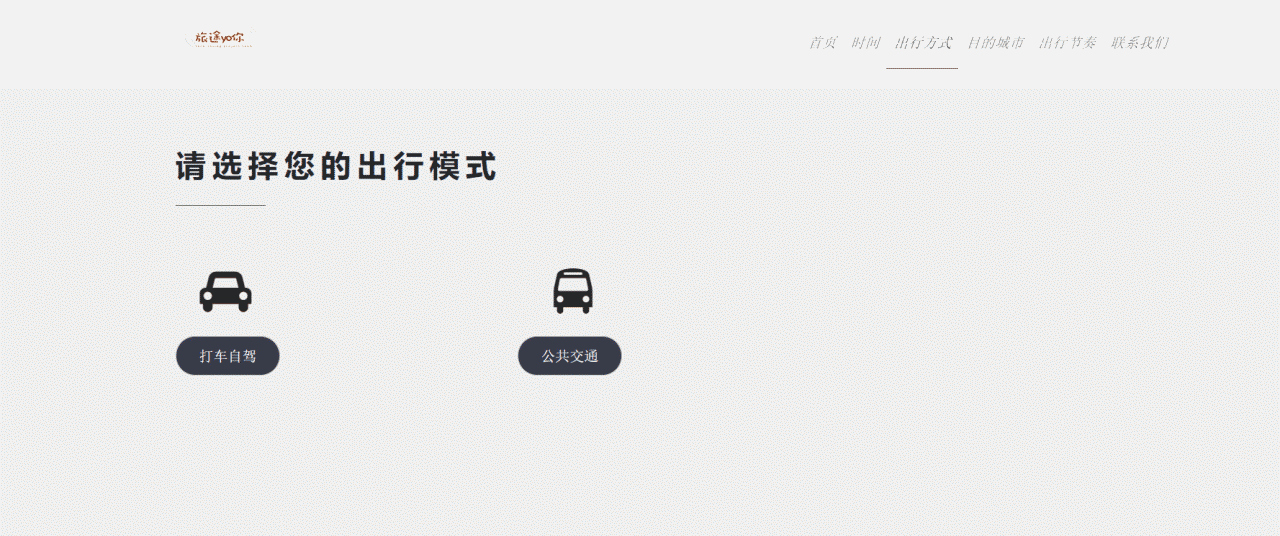 旅途yo你
首页 时间 出行方式 目的城市 出行节奏 联系我们
请选择您的出行模式
打车自驾 公共交通